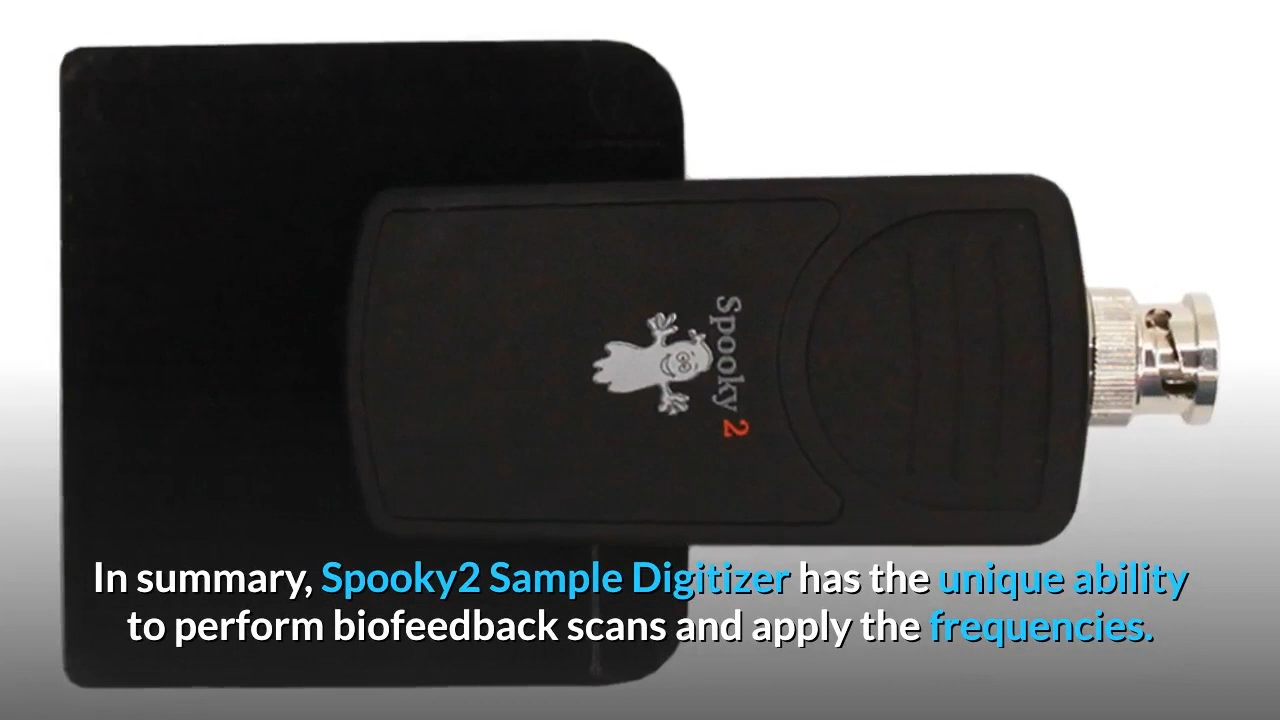 Spooky 2
In summary, Spooky2 Sample Digitizer has the unique ability
to perform biofeedback scans and apply the frequencies.